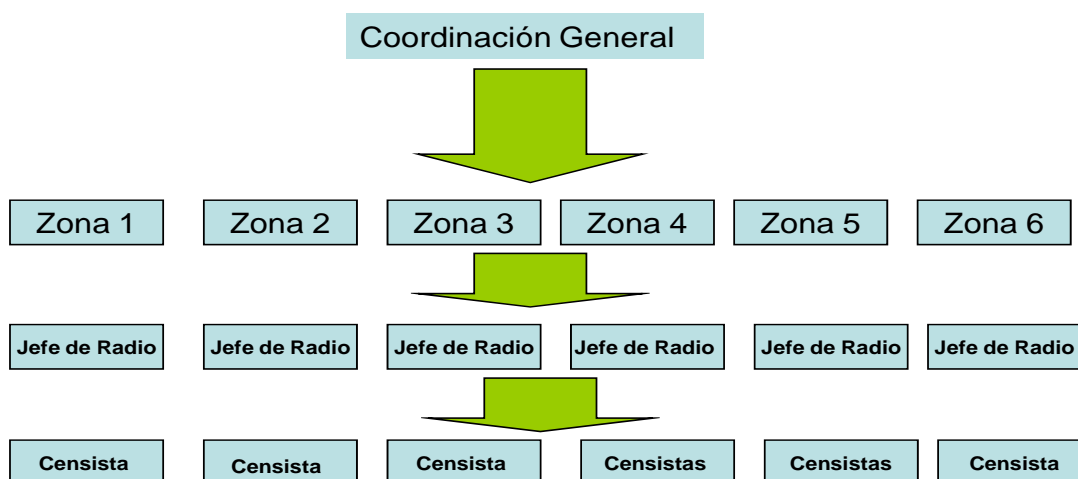 Coordinación General
Zona 1 Zona 2 Zona 3 Zona 4 Zona 5 Zona 6
Jefe de Radio Jefe de Radio Jefe de Radio Jefe de Radio Jefe de Radio Jefe de Radio
Censista Censista Censista Censistas Censistas Censista